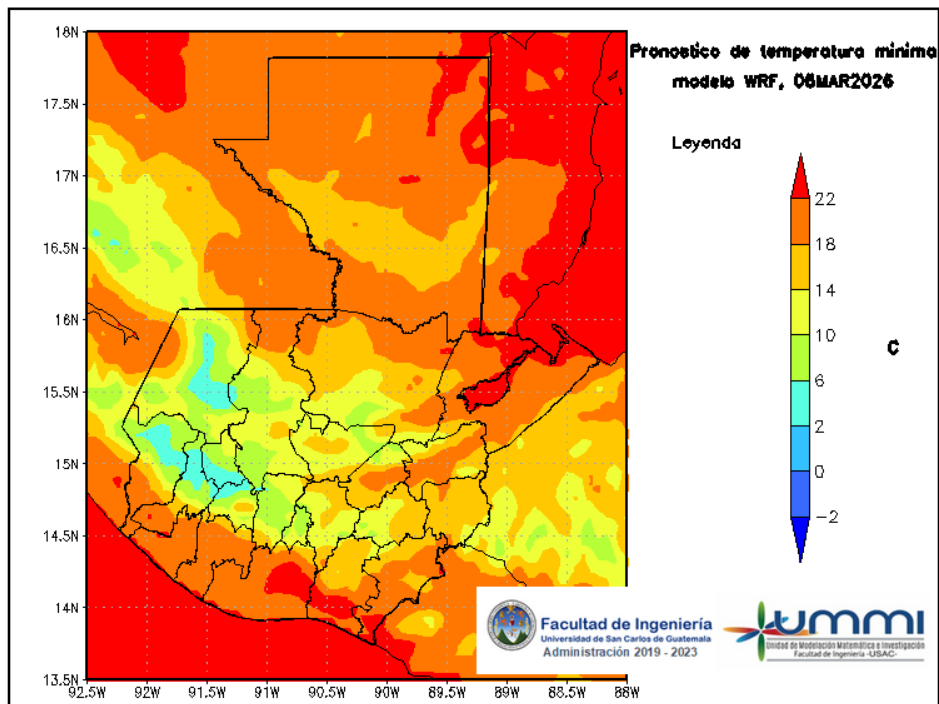 Pronostico de temperatura minima
modelo WRF, 06MAR2026
Leyenda
22
18
14
10
6
2
0
−2
C
18N
17.5N
17N
16.5N
16N
15.5N
15N
14.5N
14N
13.5N
92.5W 92W 91.5W 91W 90.5W 90W 89.5W 89W 88.5W 88W
Facultad de Ingeniería
Universidad de San Carlos de Guatemala
Administración 2019 - 2023
UMMI
Unidad de Modelación Matemática e Investigación
Facultad de Ingeniería -USAC-